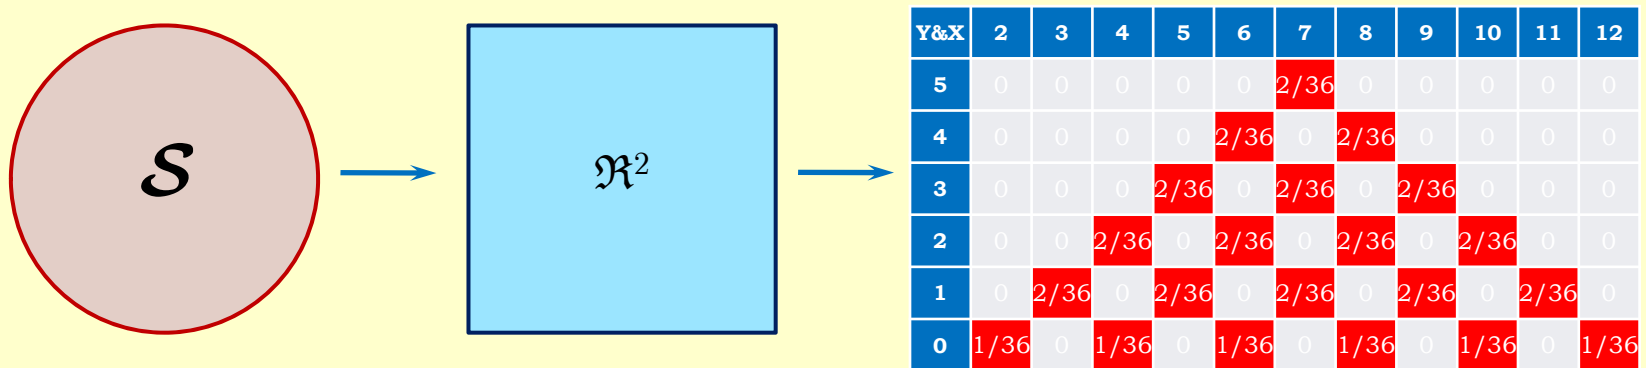 𝓢
ℜ²
Y&X 2 3 4 5 6 7 8 9 10 11 12
5 0 0 0 0 0 2/36 0 0 0 0 0
4 0 0 0 0 2/36 0 2/36 0 0 0 0
3 0 0 0 2/36 0 2/36 0 2/36 0 0 0
2 0 0 2/36 0 2/36 0 2/36 0 2/36 0 0
1 0 2/36 0 2/36 0 2/36 0 2/36 0 2/36 0
0 1/36 0 1/36 0 1/36 0 1/36 0 1/36 0 1/36